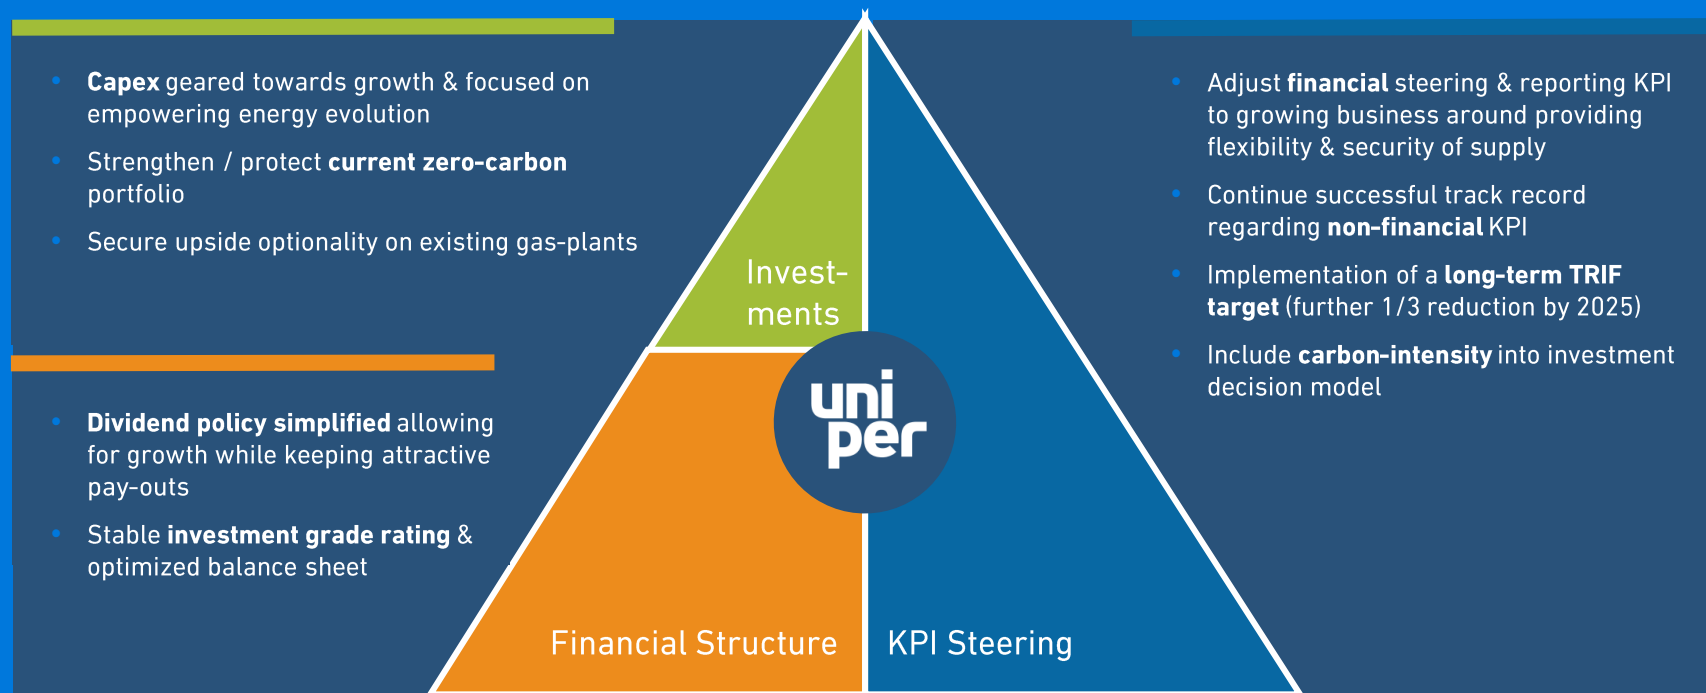 Capex geared towards growth & focused on
empowering energy evolution
Strengthen / protect current zero-carbon
portfolio
Secure upside optionality on existing gas-plants
Dividend policy simplified allowing
for growth while keeping attractive
pay-outs
Stable investment grade rating &
optimized balance sheet
Invest-
ments
uni
per
Financial Structure
KPI Steering
Adjust financial steering & reporting KPI
to growing business around providing
flexibility & security of supply
Continue successful track record
regarding non-financial KPI
Implementation of a long-term TRIF
target (further 1/3 reduction by 2025)
Include carbon-intensity into investment
decision model